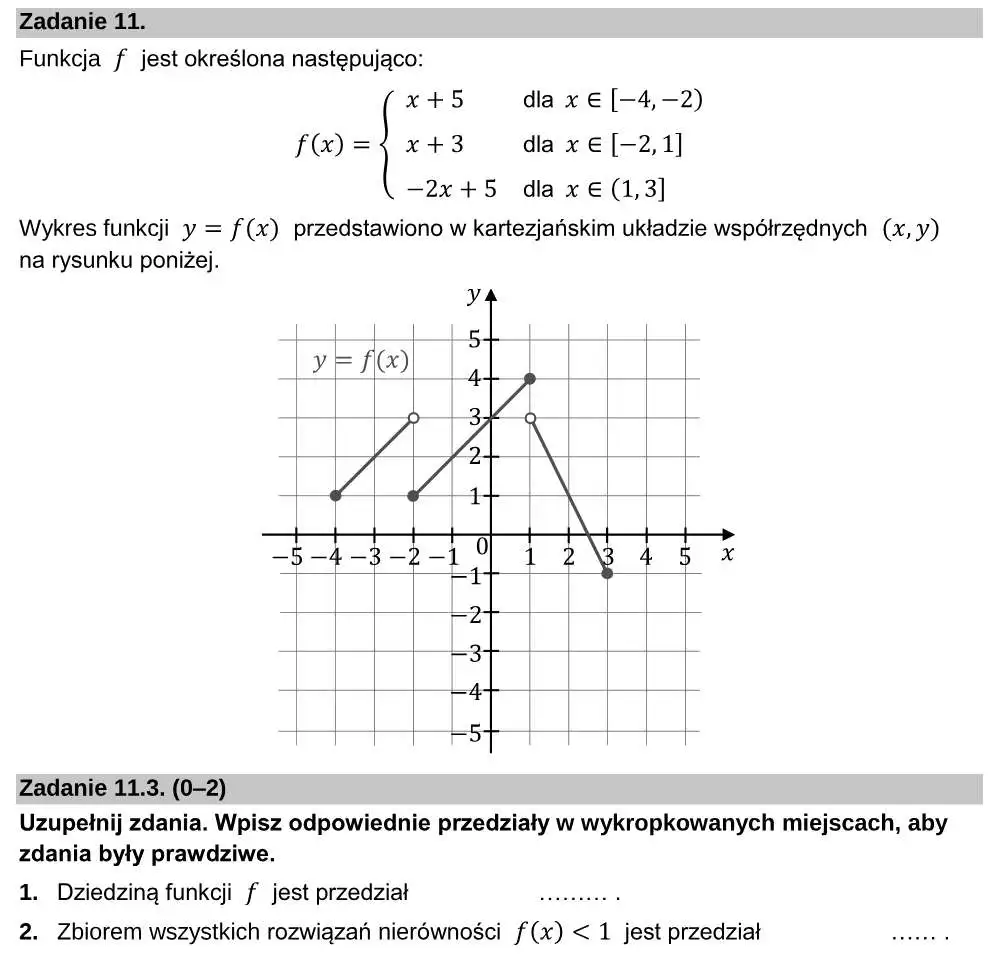 Zadanie 11.
Funkcja f jest określona następująco:
x + 5 dla x ∈ [−4, −2)
f(x) = { x + 3 dla x ∈ [−2, 1]
−2x + 5 dla x ∈ (1, 3]
Wykres funkcji y = f(x) przedstawiono w kartezjańskim układzie współrzędnych (x, y)
na rysunku poniżej.
y
5
y = f(x)
4
3
2
1
−5 −4 −3 −2 −1 0 1 2 3 4 5 x
−1
−2
−3
−4
−5
Zadanie 11.3. (0–2)
Uzupełnij zdania. Wpisz odpowiednie przedziały w wykropkowanych miejscach, aby
zdania były prawdziwe.
1. Dziedziną funkcji f jest przedział ......... .
2. Zbiorem wszystkich rozwiązań nierówności f(x) < 1 jest przedział ...... .